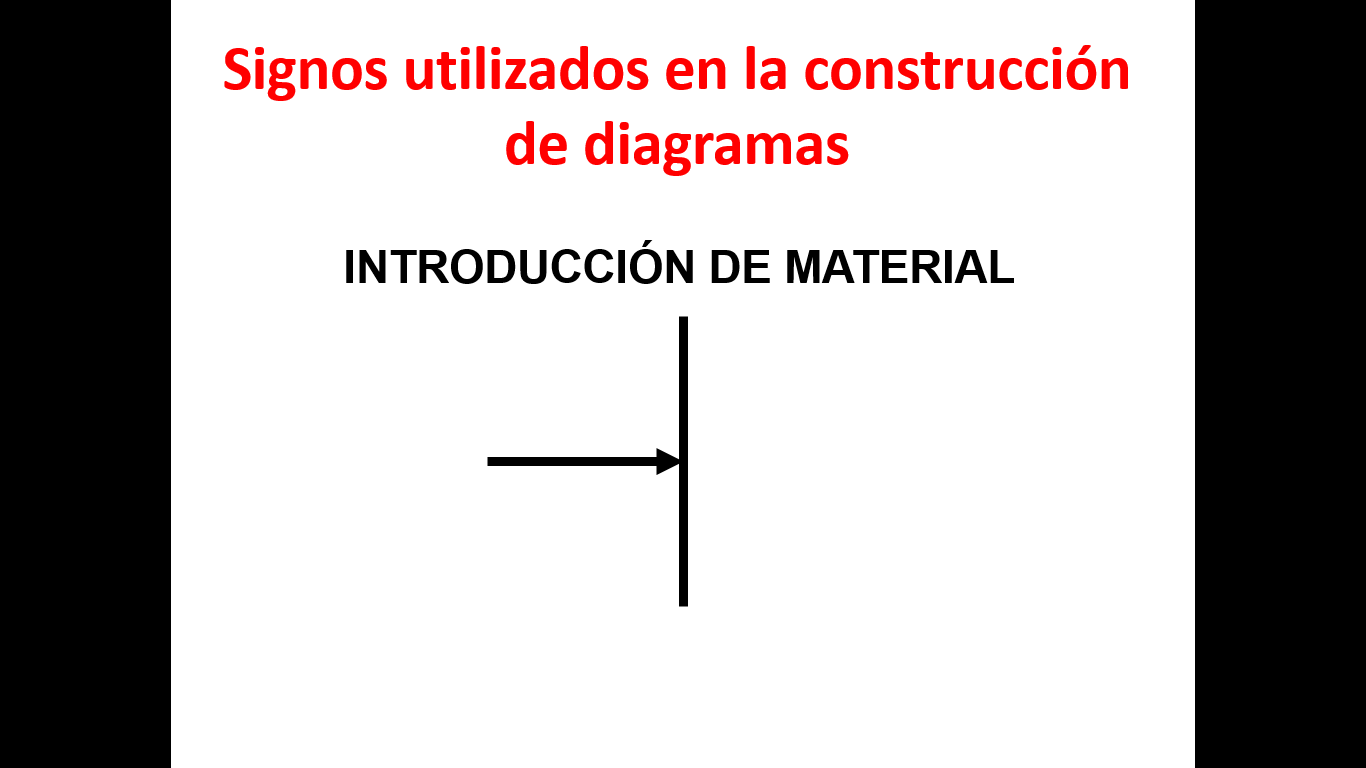 Signos utilizados en la construcción
de diagramas
INTRODUCCIÓN DE MATERIAL